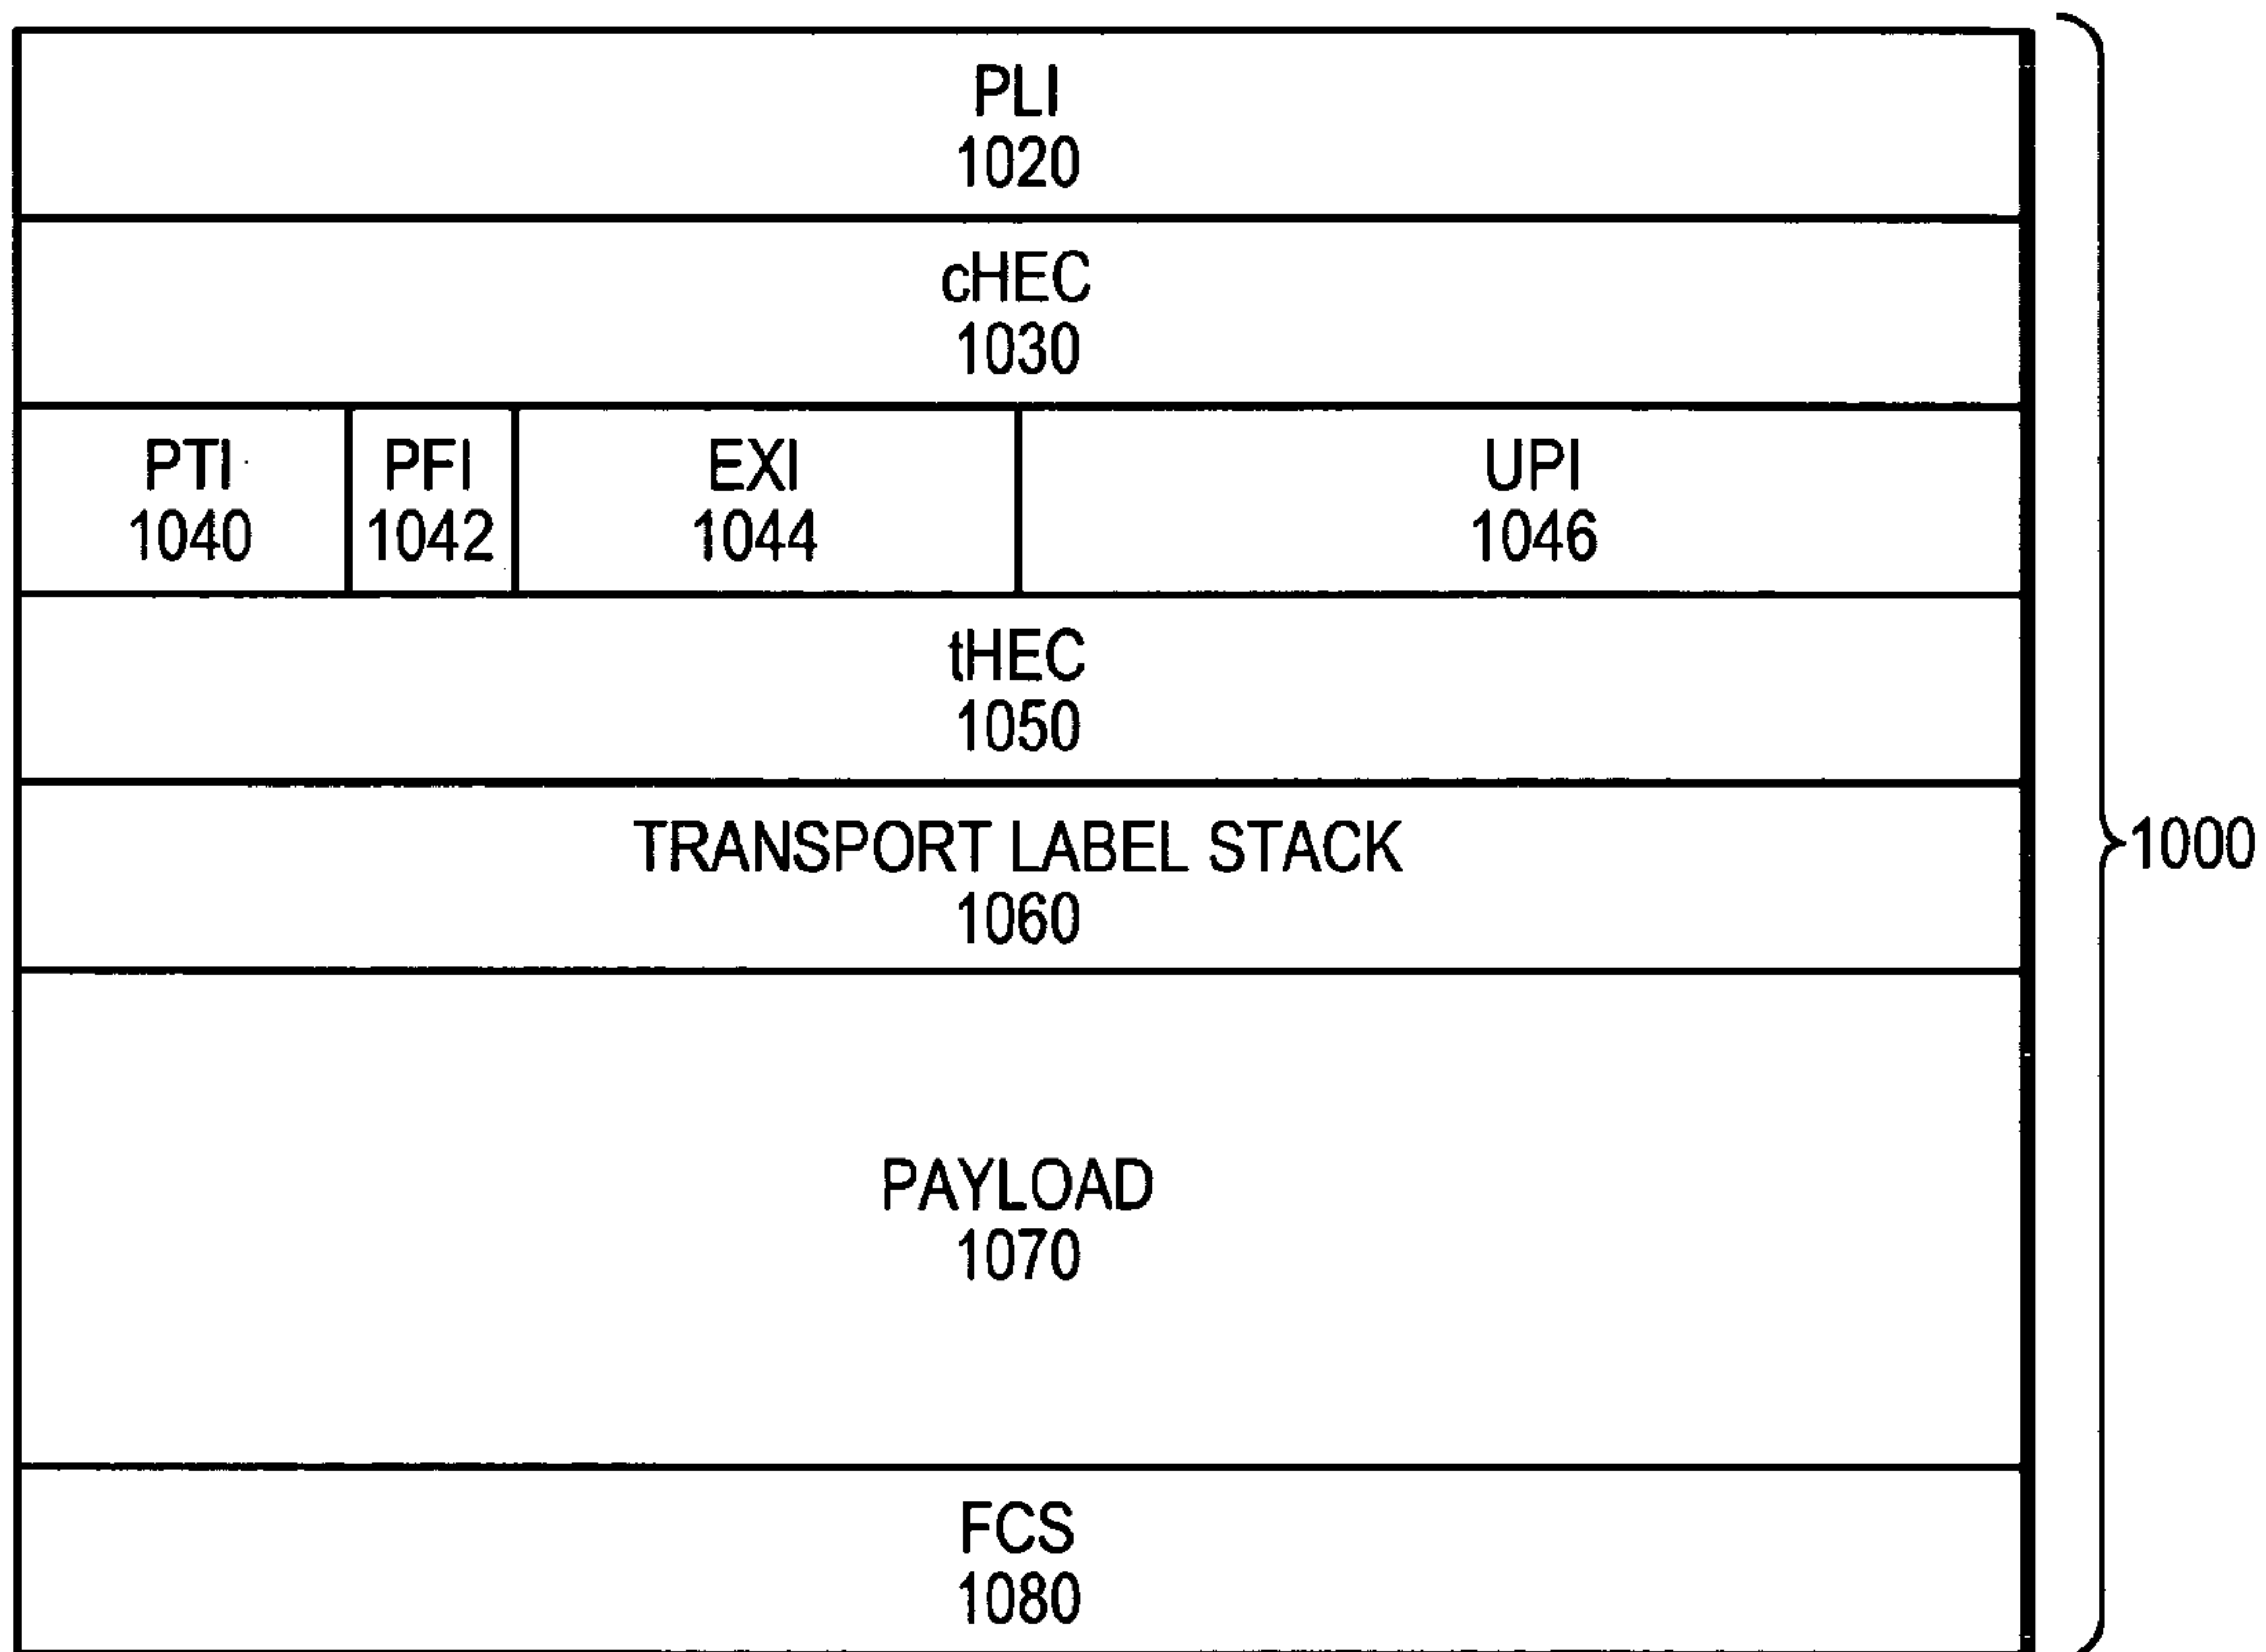 PLI
1020
cHEC
1030
PTI PFI EXI UPI
1040 1042 1044 1046
tHEC
1050
TRANSPORT LABEL STACK
1060
1000
PAYLOAD
1070
FCS
1080